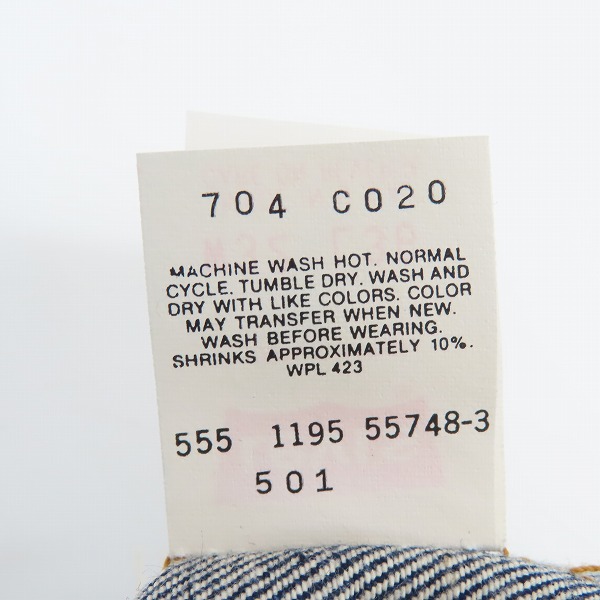 704 C020
MACHINE WASH HOT. NORMAL
CYCLE. TUMBLE DRY. WASH AND
DRY WITH LIKE COLORS. COLOR
MAY TRANSFER WHEN NEW.
WASH BEFORE WEARING.
SHRINKS APPROXIMATELY 10%.
WPL 423
555 1195 55748-3
501